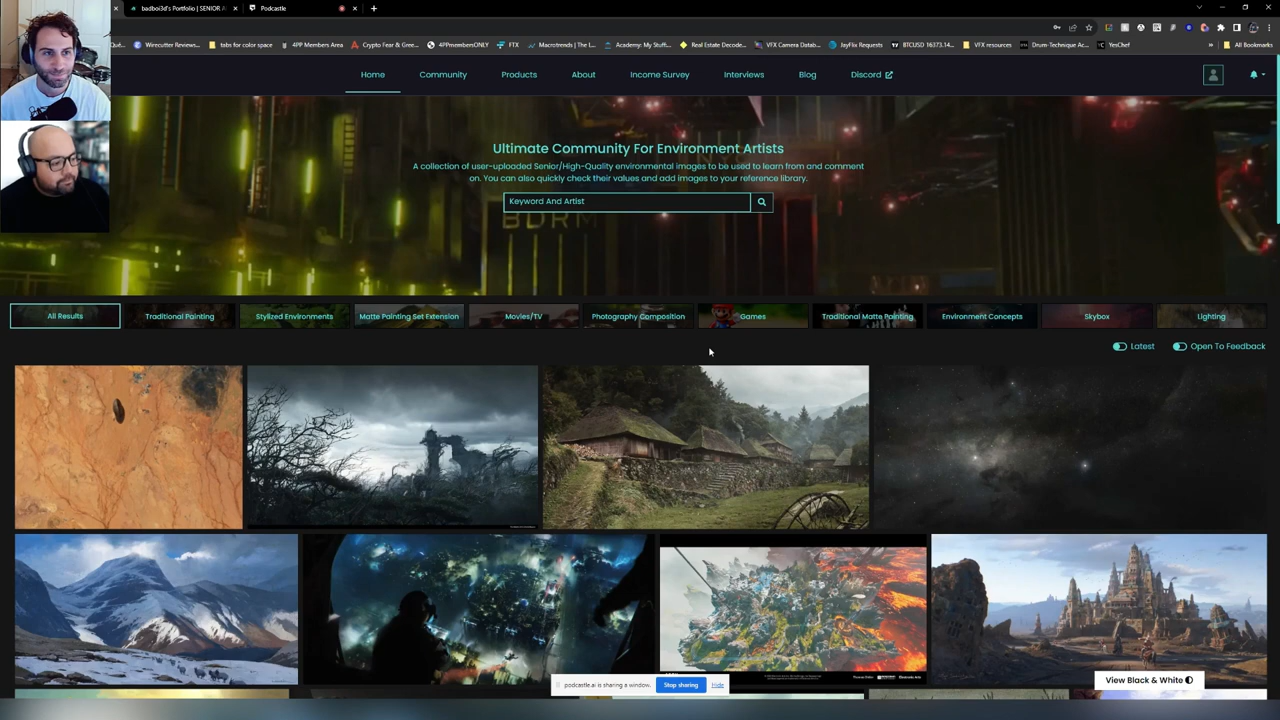 badboi3d's Portfolio | SENIOR
Podcastle
Wirecutter Reviews...
tabs for color space
4PP Members Area
Crypto Fear & Gree...
4PPmembersONLY
FTX
Macrotrends | The L...
Academy: My Stuff...
Real Estate Decode...
VFX Camera Datab...
JayFlix Requests
BTCUSD 16373.14...
VFX resources
Drum-Technique Ac...
YesChef
All Bookmarks
Home
Community
Products
About
Income Survey
Interviews
Blog
Discord
Ultimate Community For Environment Artists
A collection of user-uploaded Senior/High-Quality environmental images to be used to learn from and comment
on. You can also quickly check their values and add images to your reference library.
Keyword And Artist
BDRM
All Results
Traditional Painting
Stylized Environments
Matte Painting Set Extension
Movies/TV
Photography Composition
Games
Traditional Matte Painting
Environment Concepts
Skybox
Lighting
Latest
Open To Feedback
podcastle.ai is sharing a window.
Stop sharing
Hide
View Black & White